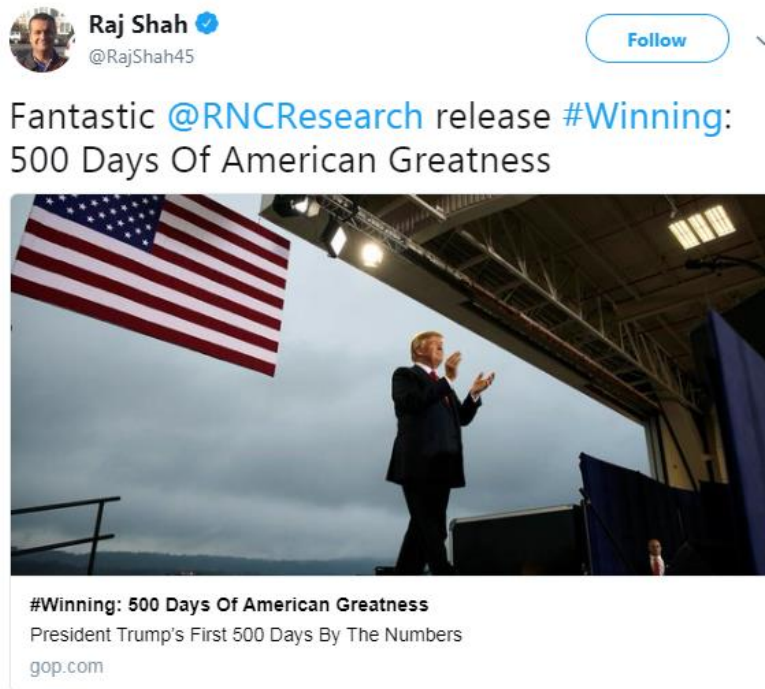 Raj Shah
@RajShah45
Follow
Fantastic @RNCResearch release #Winning:
500 Days Of American Greatness
#Winning: 500 Days Of American Greatness
President Trump's First 500 Days By The Numbers
gop.com